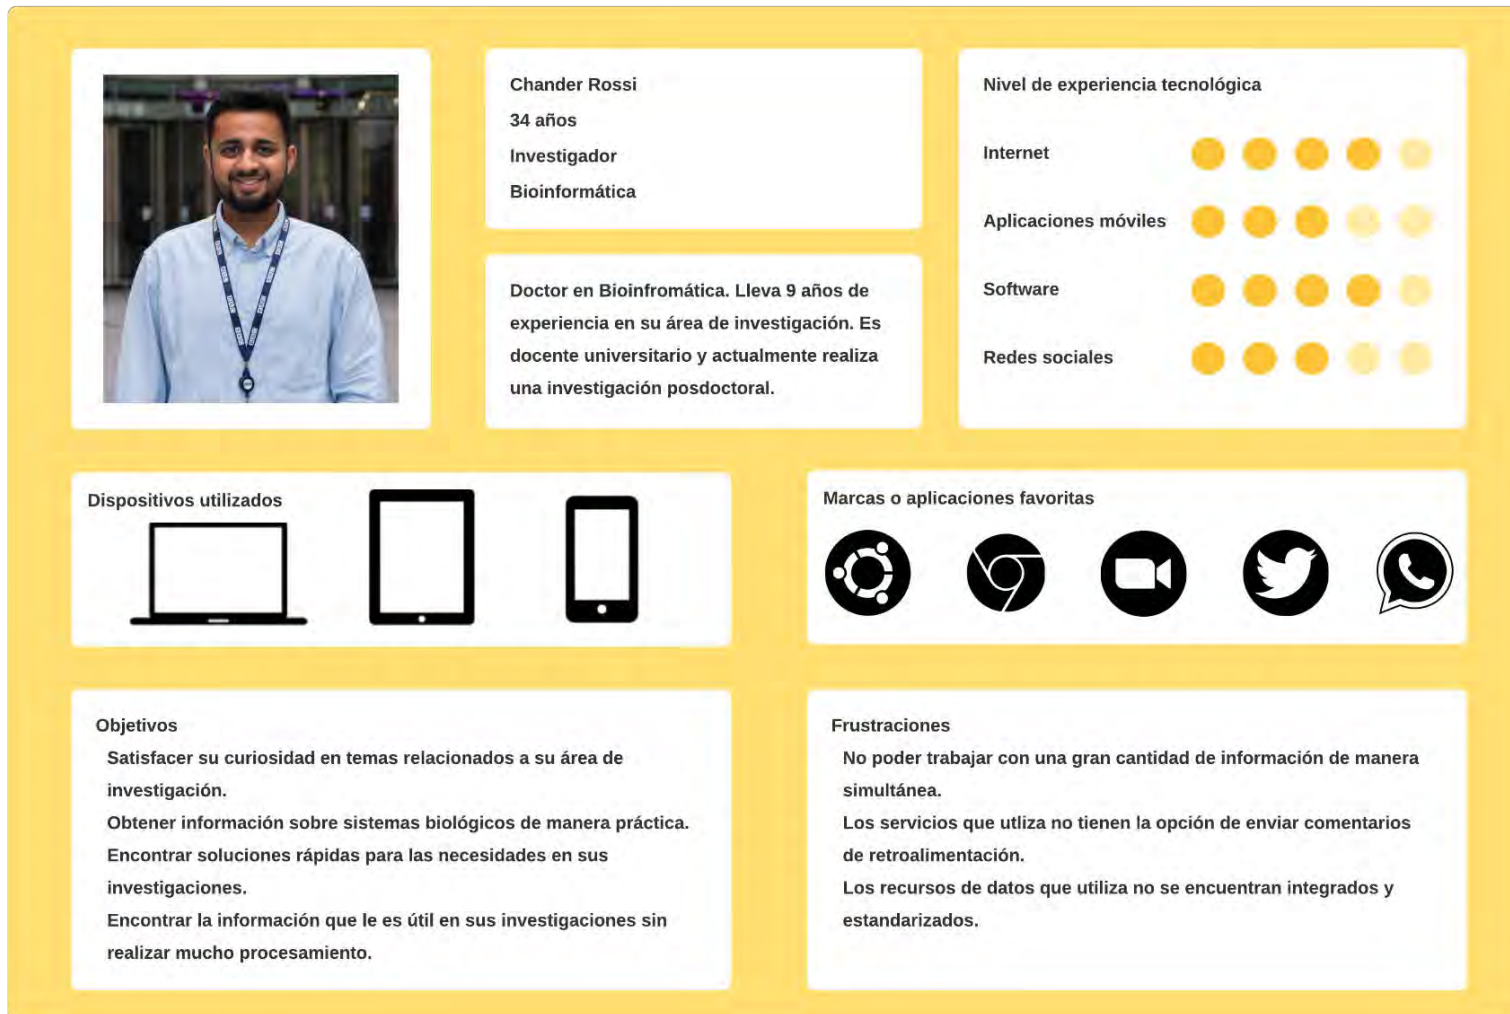 Chander Rossi
34 años
Investigador
Bioinformática
Doctor en Bioinfromática. Lleva 9 años de
experiencia en su área de investigación. Es
docente universitario y actualmente realiza
una investigación posdoctoral.
Nivel de experiencia tecnológica
Internet
Aplicaciones móviles
Software
Redes sociales
Dispositivos utilizados
Marcas o aplicaciones favoritas
Objetivos
Satisfacer su curiosidad en temas relacionados a su área de
investigación.
Obtener información sobre sistemas biológicos de manera práctica.
Encontrar soluciones rápidas para las necesidades en sus
investigaciones.
Encontrar la información que le es útil en sus investigaciones sin
realizar mucho procesamiento.
Frustraciones
No poder trabajar con una gran cantidad de información de manera
simultánea.
Los servicios que utliza no tienen la opción de enviar comentarios
de retroalimentación.
Los recursos de datos que utiliza no se encuentran integrados y
estandarizados.